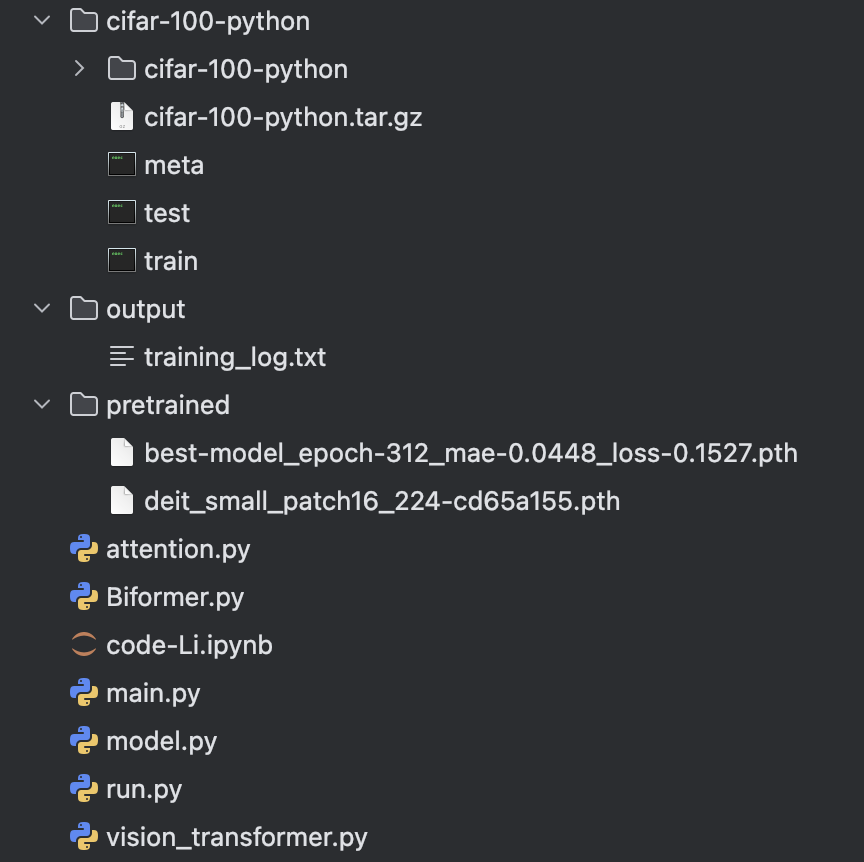 cifar-100-python
cifar-100-python
cifar-100-python.tar.gz
meta
test
train
output
training_log.txt
pretrained
best-model_epoch-312_mae-0.0448_loss-0.1527.pth
deit_small_patch16_224-cd65a155.pth
attention.py
Biformer.py
code-Li.ipynb
main.py
model.py
run.py
vision_transformer.py